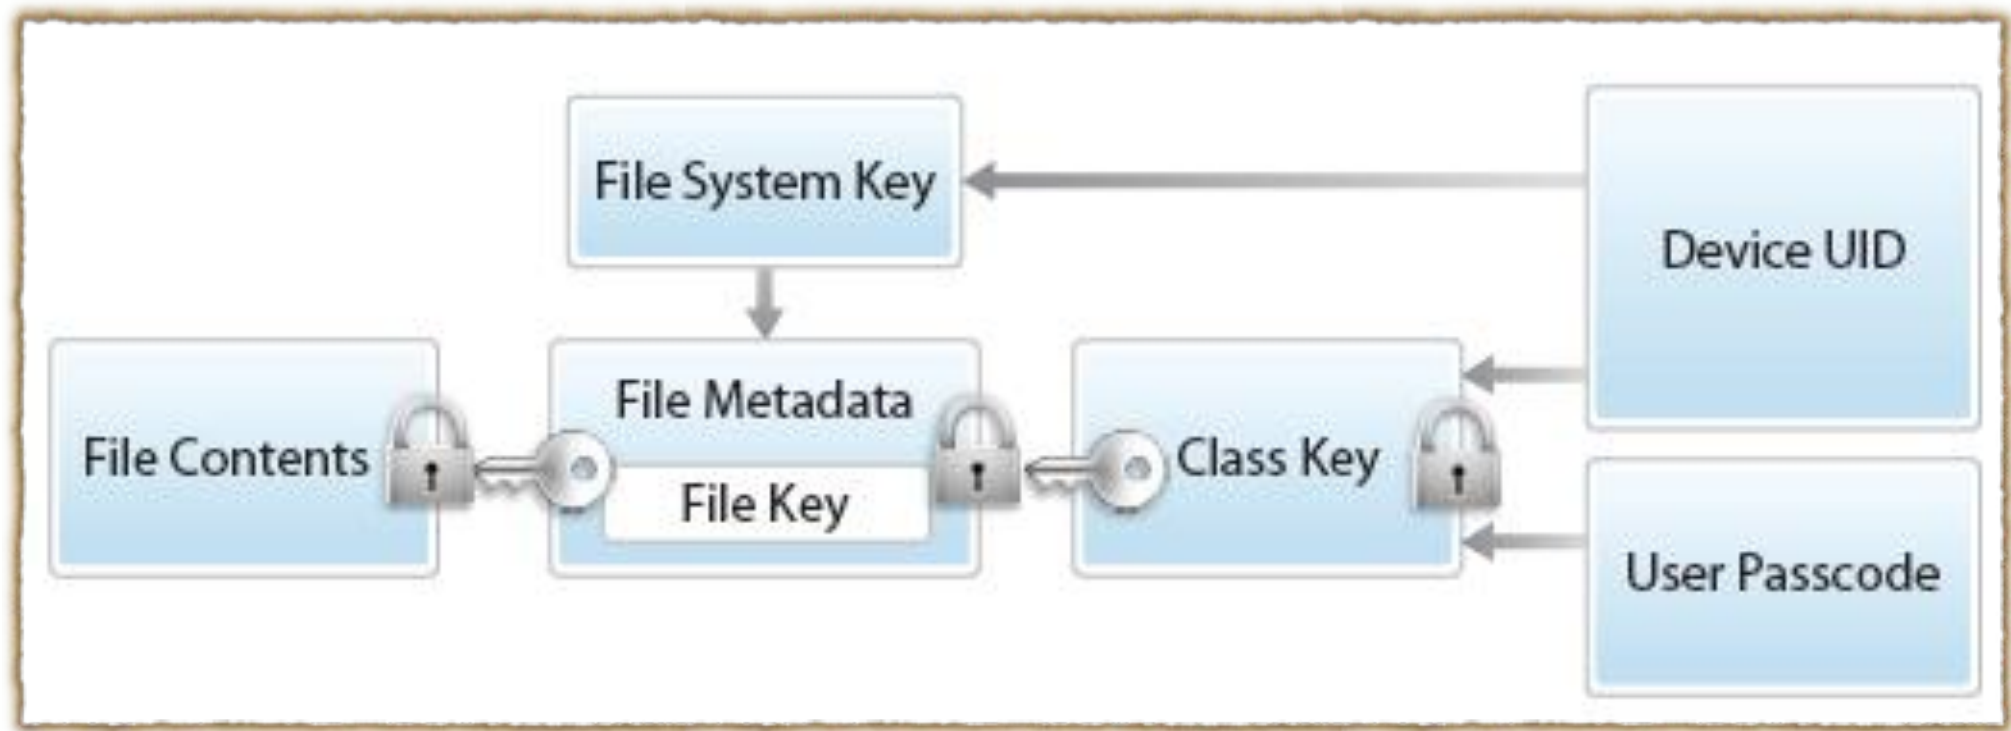 File System Key
Device UID
File Contents
File Metadata
File Key
Class Key
User Passcode